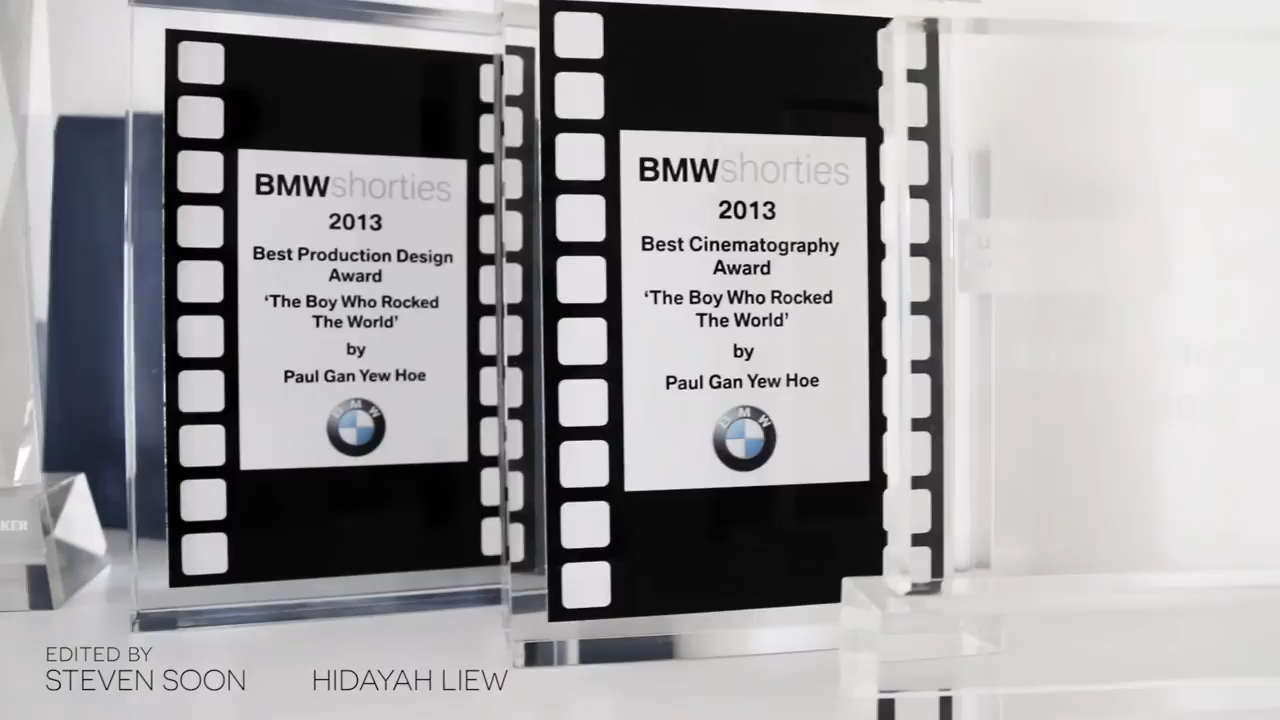 BMWshorties
2013
Best Production Design
Award
‘The Boy Who Rocked
The World’
by
Paul Gan Yew Hoe
BMW
BMWshorties
2013
Best Cinematography
Award
‘The Boy Who Rocked
The World’
by
Paul Gan Yew Hoe
BMW
KER
EDITED BY
STEVEN SOON HIDAYAH LIEW